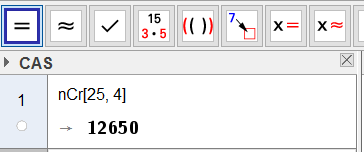 = ≈ ✓ 15 3•5 (( )) 7 x= x≈
CAS
1 nCr[25, 4]
→ 12650